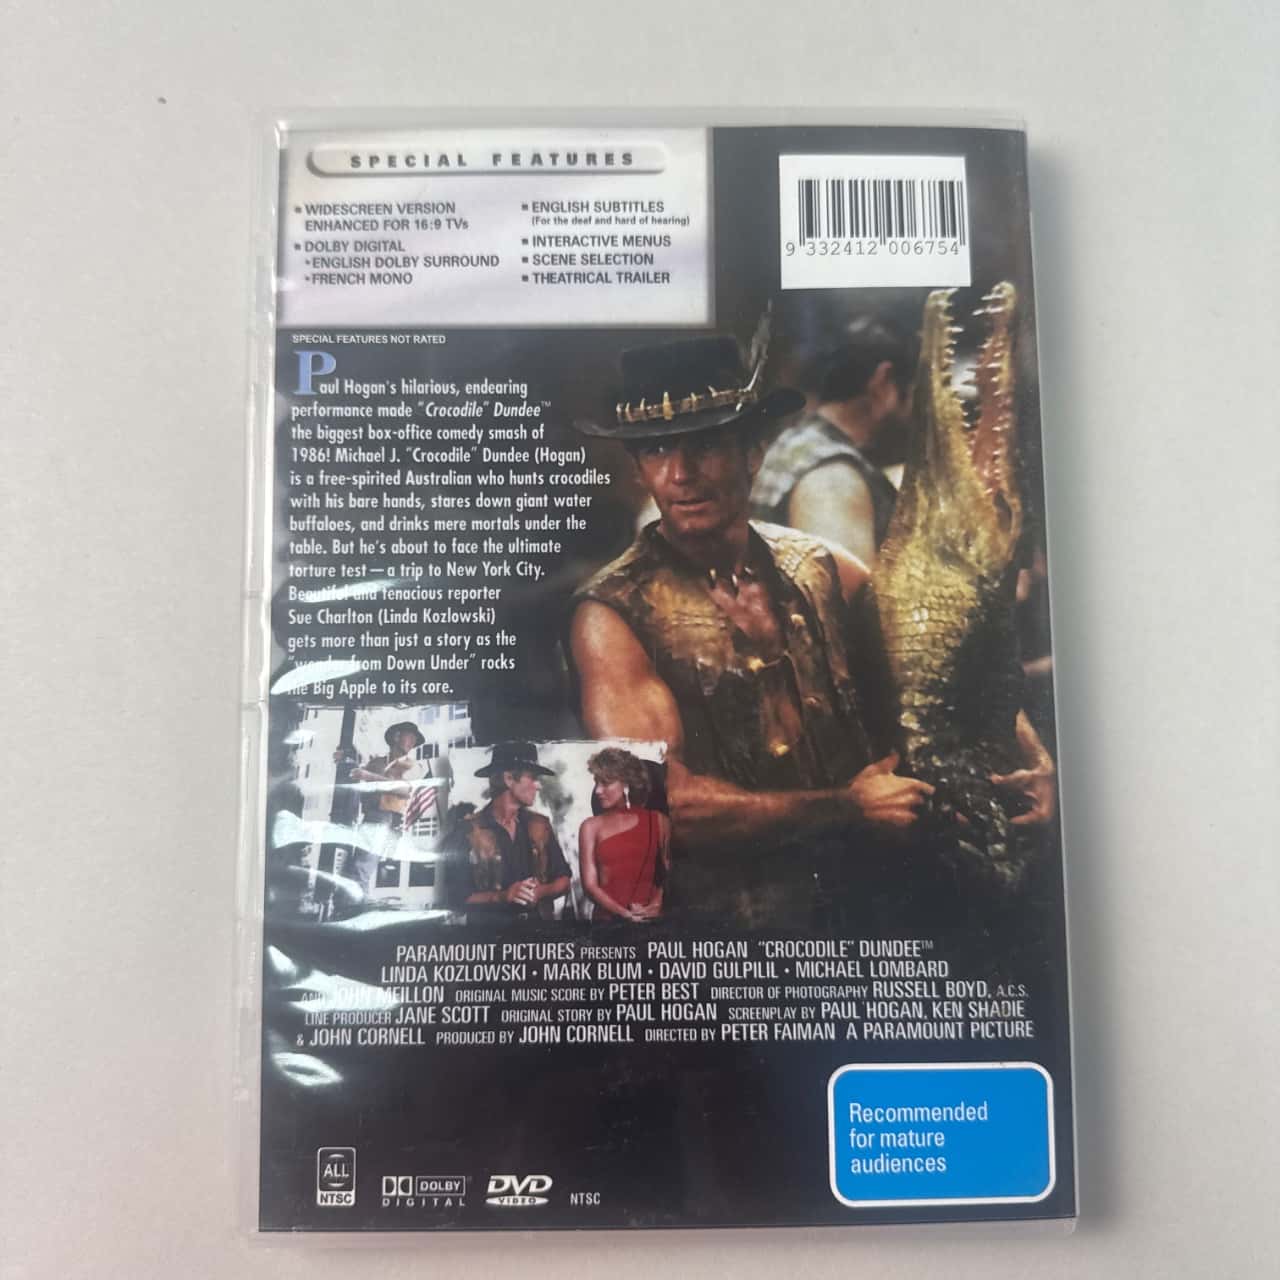 SPECIAL FEATURES
▪ WIDESCREEN VERSION
ENHANCED FOR 16:9 TVs
▪ DOLBY DIGITAL
•ENGLISH DOLBY SURROUND
•FRENCH MONO
▪ ENGLISH SUBTITLES
(For the deaf and hard of hearing)
▪ INTERACTIVE MENUS
▪ SCENE SELECTION
▪ THEATRICAL TRAILER
9 332412 006754
SPECIAL FEATURES NOT RATED
Paul Hogan's hilarious, endearing
performance made "Crocodile" Dundee™
the biggest box-office comedy smash of
1986! Michael J. "Crocodile" Dundee (Hogan)
is a free-spirited Australian who hunts crocodiles
with his bare hands, stares down giant water
buffaloes, and drinks mere mortals under the
table. But he's about to face the ultimate
torture test — a trip to New York City.
Beautiful and tenacious reporter
Sue Charlton (Linda Kozlowski)
gets more than just a story as the
"wonder from Down Under" rocks
the Big Apple to its core.
PARAMOUNT PICTURES PRESENTS PAUL HOGAN "CROCODILE" DUNDEE™
LINDA KOZLOWSKI • MARK BLUM • DAVID GULPILIL • MICHAEL LOMBARD
AND JOHN MEILLON ORIGINAL MUSIC SCORE BY PETER BEST DIRECTOR OF PHOTOGRAPHY RUSSELL BOYD, A.C.S.
LINE PRODUCER JANE SCOTT ORIGINAL STORY BY PAUL HOGAN SCREENPLAY BY PAUL HOGAN, KEN SHADIE
& JOHN CORNELL PRODUCED BY JOHN CORNELL DIRECTED BY PETER FAIMAN A PARAMOUNT PICTURE
Recommended
for mature
audiences
ALL
NTSC
DOLBY
DIGITAL
DVD
VIDEO
NTSC